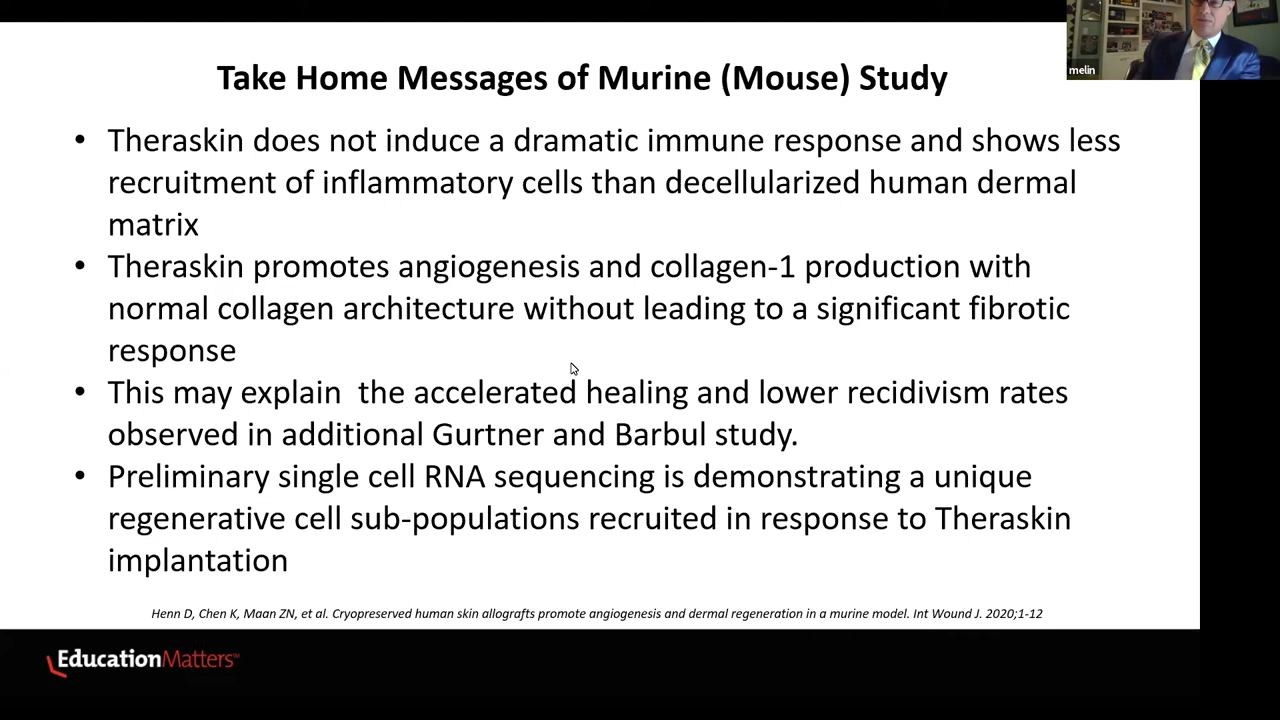 melin
Take Home Messages of Murine (Mouse) Study
• Theraskin does not induce a dramatic immune response and shows less
recruitment of inflammatory cells than decellularized human dermal
matrix
• Theraskin promotes angiogenesis and collagen-1 production with
normal collagen architecture without leading to a significant fibrotic
response
• This may explain  the accelerated healing and lower recidivism rates
observed in additional Gurtner and Barbul study.
• Preliminary single cell RNA sequencing is demonstrating a unique
regenerative cell sub-populations recruited in response to Theraskin
implantation
Henn D, Chen K, Maan ZN, et al. Cryopreserved human skin allografts promote angiogenesis and dermal regeneration in a murine model. Int Wound J. 2020;1-12
EducationMatters™